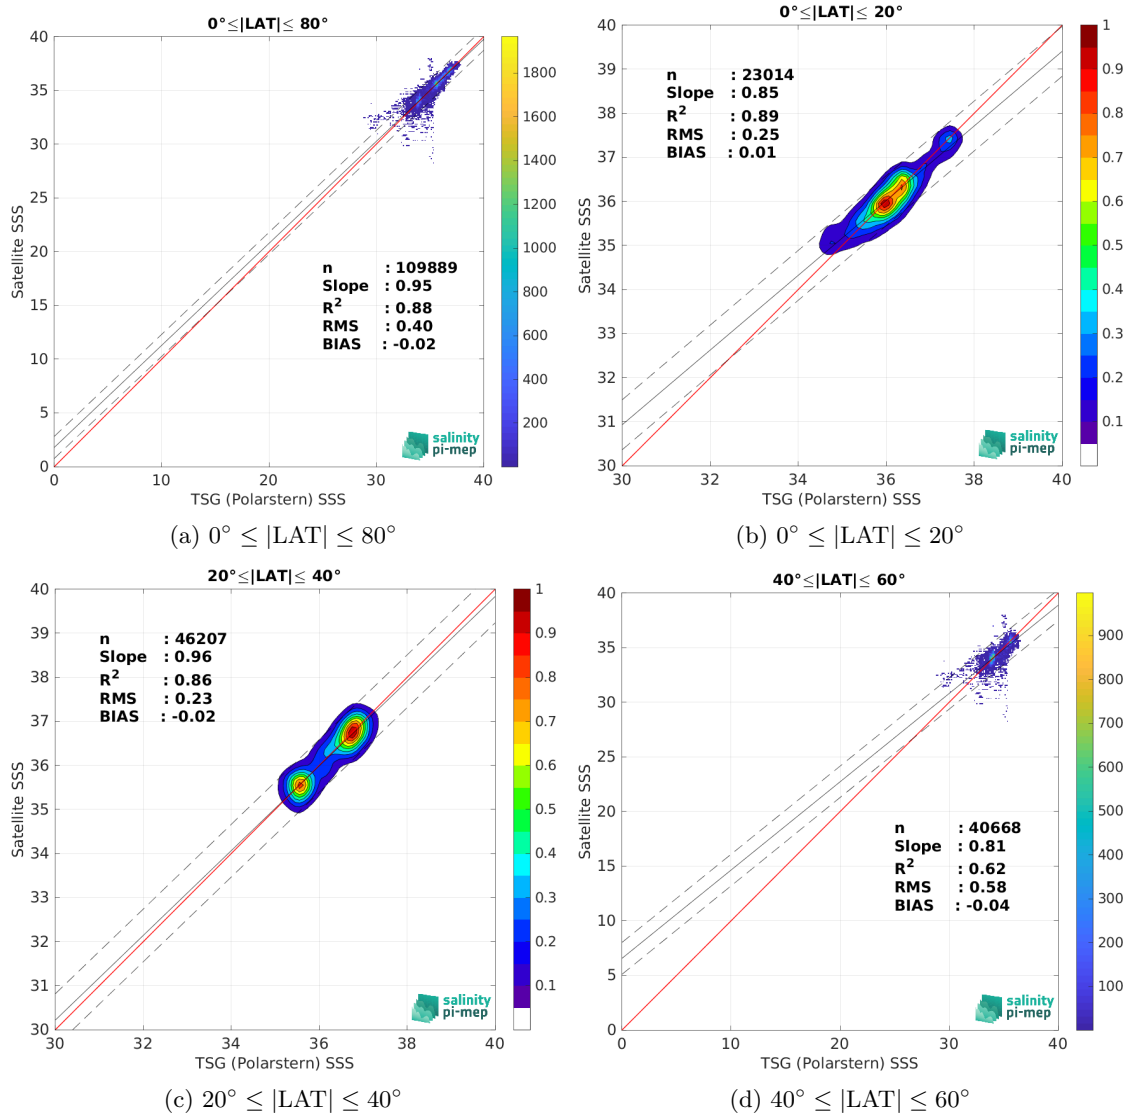 0°≤|LAT|≤ 80°
40
35
30
25
20
15
10
5
0
Satellite SSS
n : 109889
Slope : 0.95
R² : 0.88
RMS : 0.40
BIAS : -0.02
salinity
pi-mep
0 10 20 30 40
TSG (Polarstern) SSS
1800
1600
1400
1200
1000
800
600
400
200
(a) 0° ≤ |LAT| ≤ 80°
0°≤|LAT|≤ 20°
40
39
38
37
36
35
34
33
32
31
30
Satellite SSS
n : 23014
Slope : 0.85
R² : 0.89
RMS : 0.25
BIAS : 0.01
salinity
pi-mep
30 32 34 36 38 40
TSG (Polarstern) SSS
1
0.9
0.8
0.7
0.6
0.5
0.4
0.3
0.2
0.1
(b) 0° ≤ |LAT| ≤ 20°
20°≤|LAT|≤ 40°
40
39
38
37
36
35
34
33
32
31
30
Satellite SSS
n : 46207
Slope : 0.96
R² : 0.86
RMS : 0.23
BIAS : -0.02
salinity
pi-mep
30 32 34 36 38 40
TSG (Polarstern) SSS
1
0.9
0.8
0.7
0.6
0.5
0.4
0.3
0.2
0.1
(c) 20° ≤ |LAT| ≤ 40°
40°≤|LAT|≤ 60°
40
35
30
25
20
15
10
5
0
Satellite SSS
n : 40668
Slope : 0.81
R² : 0.62
RMS : 0.58
BIAS : -0.04
salinity
pi-mep
0 10 20 30 40
TSG (Polarstern) SSS
900
800
700
600
500
400
300
200
100
0
(d) 40° ≤ |LAT| ≤ 60°